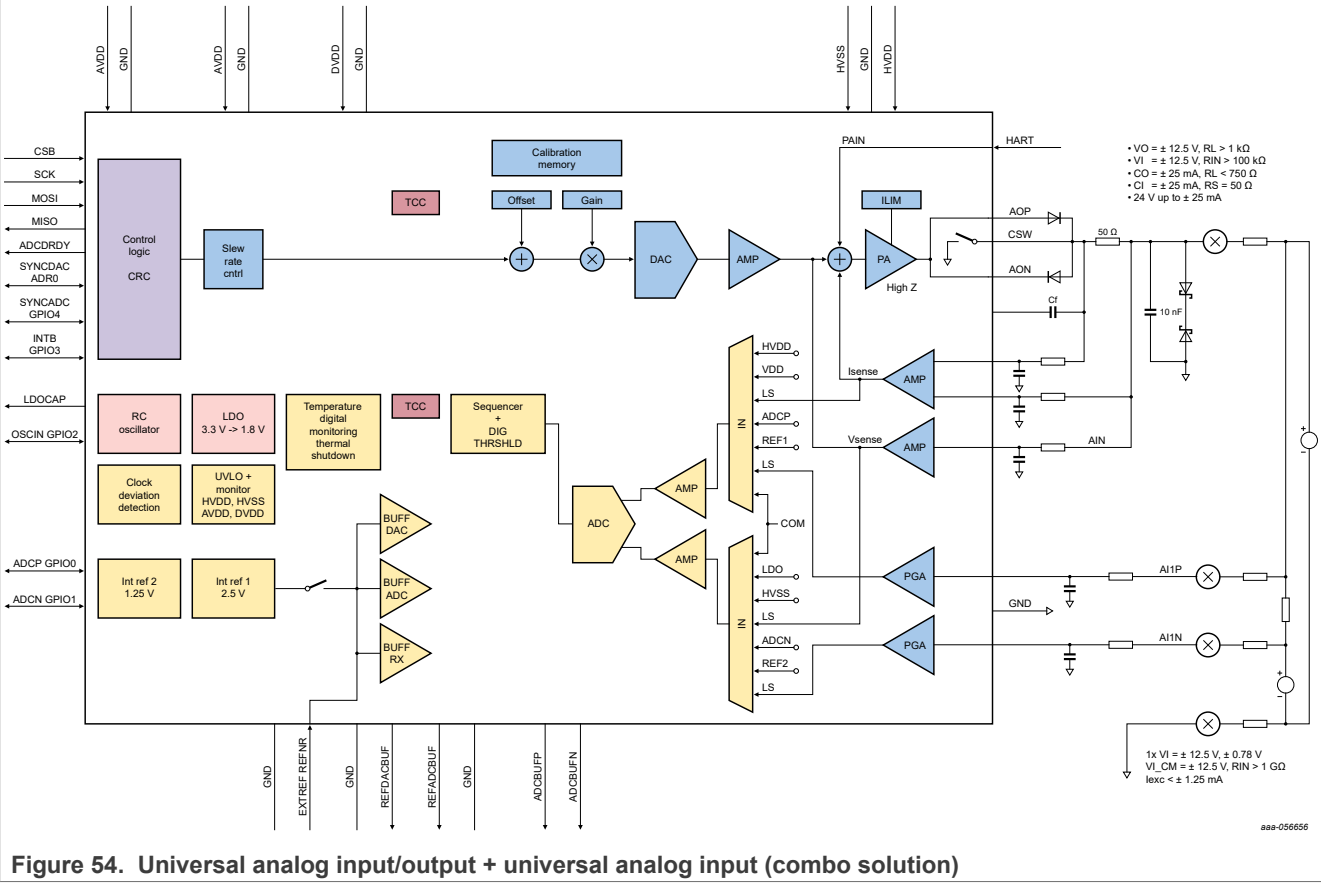 AVDD
GND
AVDD
GND
DVDD
GND
HVSS
GND
HVDD
CSB
SCK
MOSI
MISO
ADCDRDY
SYNCDAC
ADR0
SYNCADC
GPIO4
INTB
GPIO3
LDOCAP
OSCIN GPIO2
ADCP GPIO0
ADCN GPIO1
Control
logic
CRC
Slew
rate
cntrl
TCC
Calibration
memory
Offset
Gain
+
×
DAC
AMP
PAIN
+
ILIM
PA
High Z
HART
AOP
CSW
AON
50 Ω
Cf
10 nF
• VO = ± 12.5 V, RL > 1 kΩ
• VI = ± 12.5 V, RIN > 100 kΩ
• CO = ± 25 mA, RL < 750 Ω
• CI = ± 25 mA, RS = 50 Ω
• 24 V up to ± 25 mA
RC
oscillator
LDO
3.3 V -> 1.8 V
Temperature
digital
monitoring
thermal
shutdown
TCC
Sequencer
+
DIG
THRSHLD
Clock
deviation
detection
UVLO +
monitor
HVDD, HVSS
AVDD, DVDD
Int ref 2
1.25 V
Int ref 1
2.5 V
BUFF
DAC
BUFF
ADC
BUFF
RX
ADC
AMP
AMP
IN
HVDD
VDD
LS
ADCP
REF1
LS
COM
IN
LDO
HVSS
LS
ADCN
REF2
LS
Isense
AMP
Vsense
AMP
AIN
PGA
AI1P
GND
PGA
AI1N
+
–
+
–
1x VI = ± 12.5 V, ± 0.78 V
VI_CM = ± 12.5 V, RIN > 1 GΩ
Iexc < ± 1.25 mA
GND
EXTREF REFNR
GND
REFDACBUF
REFADCBUF
GND
ADCBUFP
ADCBUFN
aaa-056656
Figure 54. Universal analog input/output + universal analog input (combo solution)